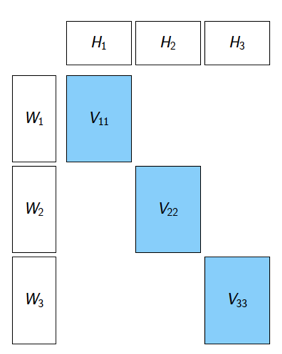 H₁ H₂ H₃
W₁ V₁₁
W₂ V₂₂
W₃ V₃₃